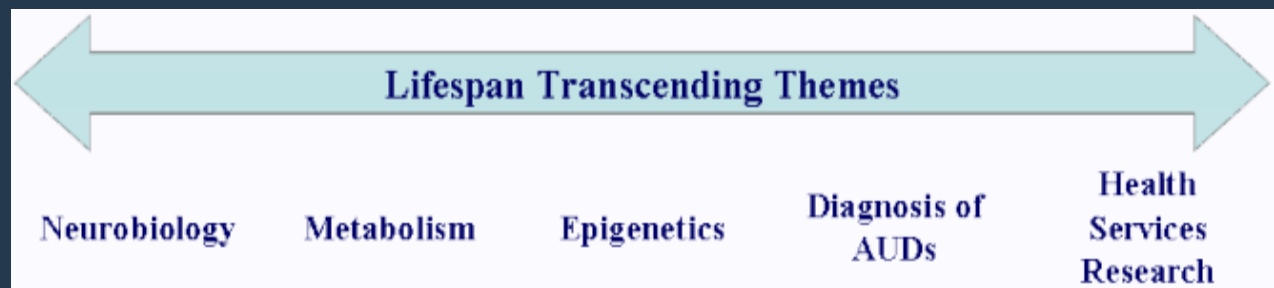 Lifespan Transcending Themes
Neurobiology
Metabolism
Epigenetics
Diagnosis of
AUDs
Health
Services
Research